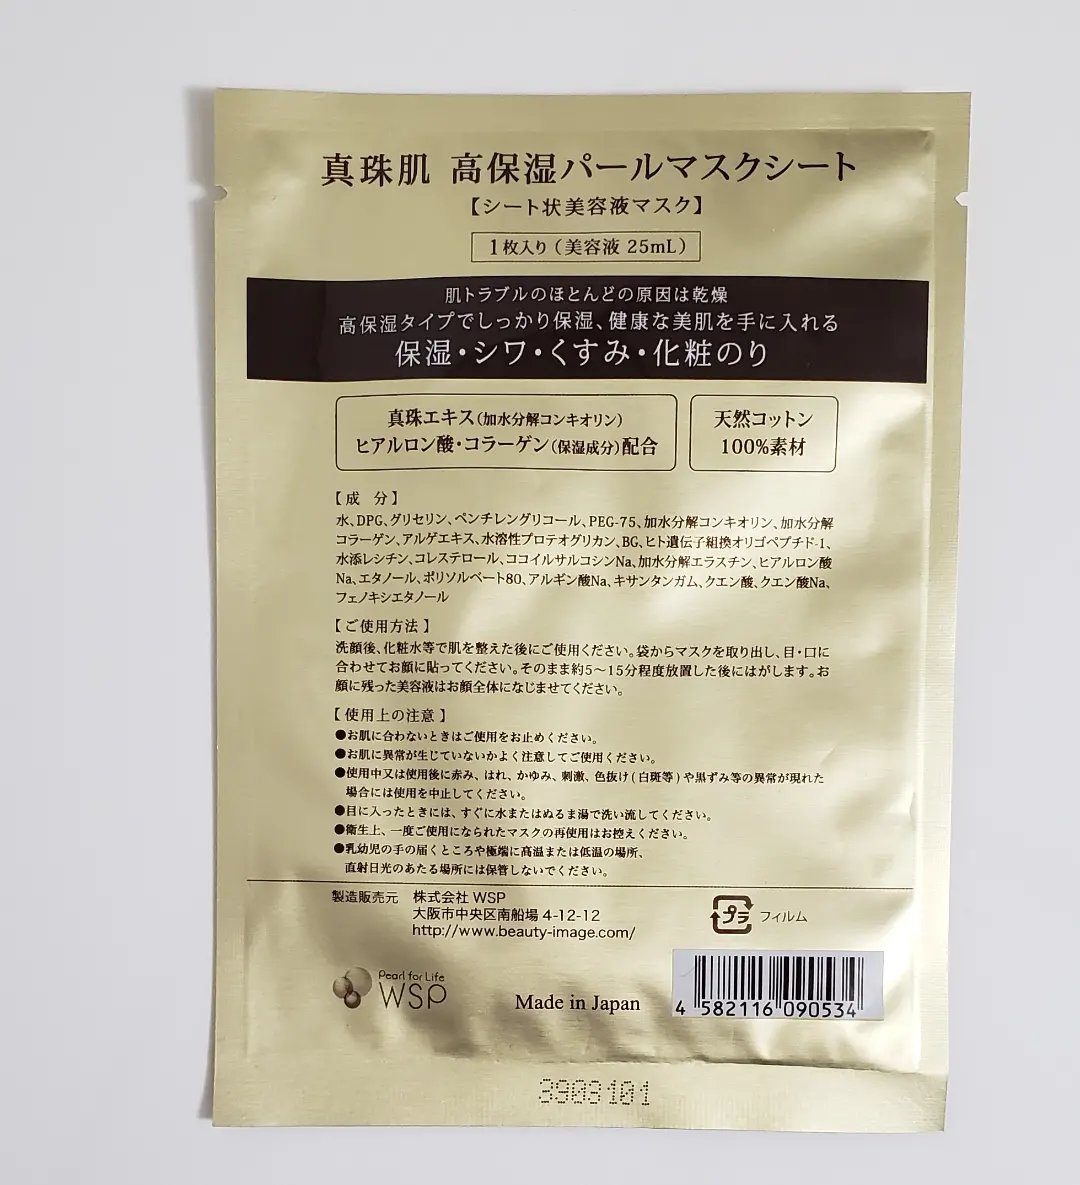 真珠肌 高保湿パールマスクシート
【シート状美容液マスク】
1枚入り（美容液 25mL）
肌トラブルのほとんどの原因は乾燥
高保湿タイプでしっかり保湿、健康な美肌を手に入れる
保湿・シワ・くすみ・化粧のり
真珠エキス（加水分解コンキオリン）
ヒアルロン酸・コラーゲン（保湿成分）配合
天然コットン
100%素材
【成 分】
水、DPG、グリセリン、ペンチレングリコール、PEG-75、加水分解コンキオリン、加水分解
コラーゲン、アルゲエキス、水溶性プロテオグリカン、BG、ヒト遺伝子組換オリゴペプチド-1、
水添レシチン、コレステロール、ココイルサルコシンNa、加水分解エラスチン、ヒアルロン酸
Na、エタノール、ポリソルベート80、アルギン酸Na、キサンタンガム、クエン酸、クエン酸Na、
フェノキシエタノール
【ご使用方法】
洗顔後、化粧水等で肌を整えた後にご使用ください。袋からマスクを取り出し、目・口に
合わせてお顔に貼ってください。そのまま約5～15分程度放置した後にはがします。お
顔に残った美容液はお顔全体になじませてください。
【使用上の注意】
●お肌に合わないときはご使用をお止めください。
●お肌に異常が生じていないかよく注意してご使用ください。
●使用中又は使用後に赤み、はれ、かゆみ、刺激、色抜け(白斑等)や黒ずみ等の異常が現れた
場合には使用を中止してください。
●目に入ったときには、すぐに水またはぬるま湯で洗い流してください。
●衛生上、一度ご使用になられたマスクの再使用はお控えください。
●乳幼児の手の届くところや極端に高温または低温の場所、
直射日光のあたる場所には保管しないでください。
製造販売元 株式会社 WSP
大阪市中央区南船場 4-12-12
http://www.beauty-image.com/
プラ フィルム
Pearl for Life
WSP
Made in Japan
4 582116 090534
3903101